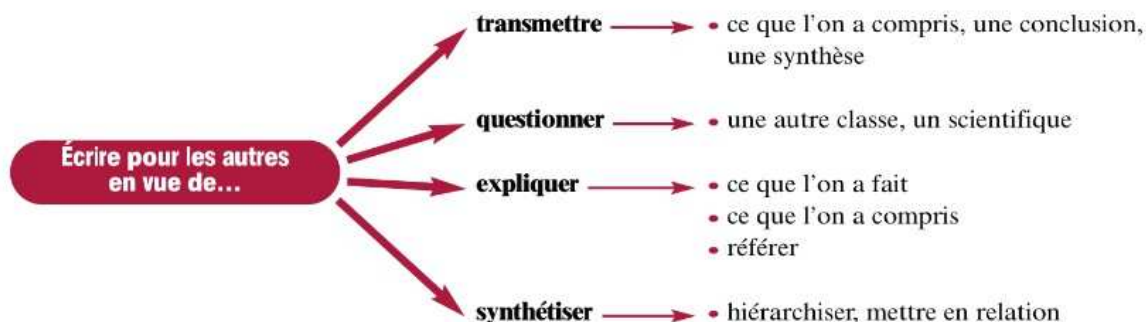 Écrire pour les autres
en vue de...
transmettre
• ce que l'on a compris, une conclusion,
une synthèse
questionner
• une autre classe, un scientifique
expliquer
• ce que l'on a fait
• ce que l'on a compris
• référer
synthétiser
• hiérarchiser, mettre en relation